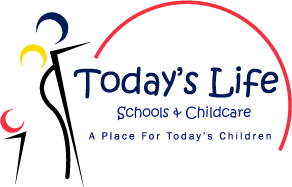 Today's Life
Schools & Childcare
A Place For Today's Children